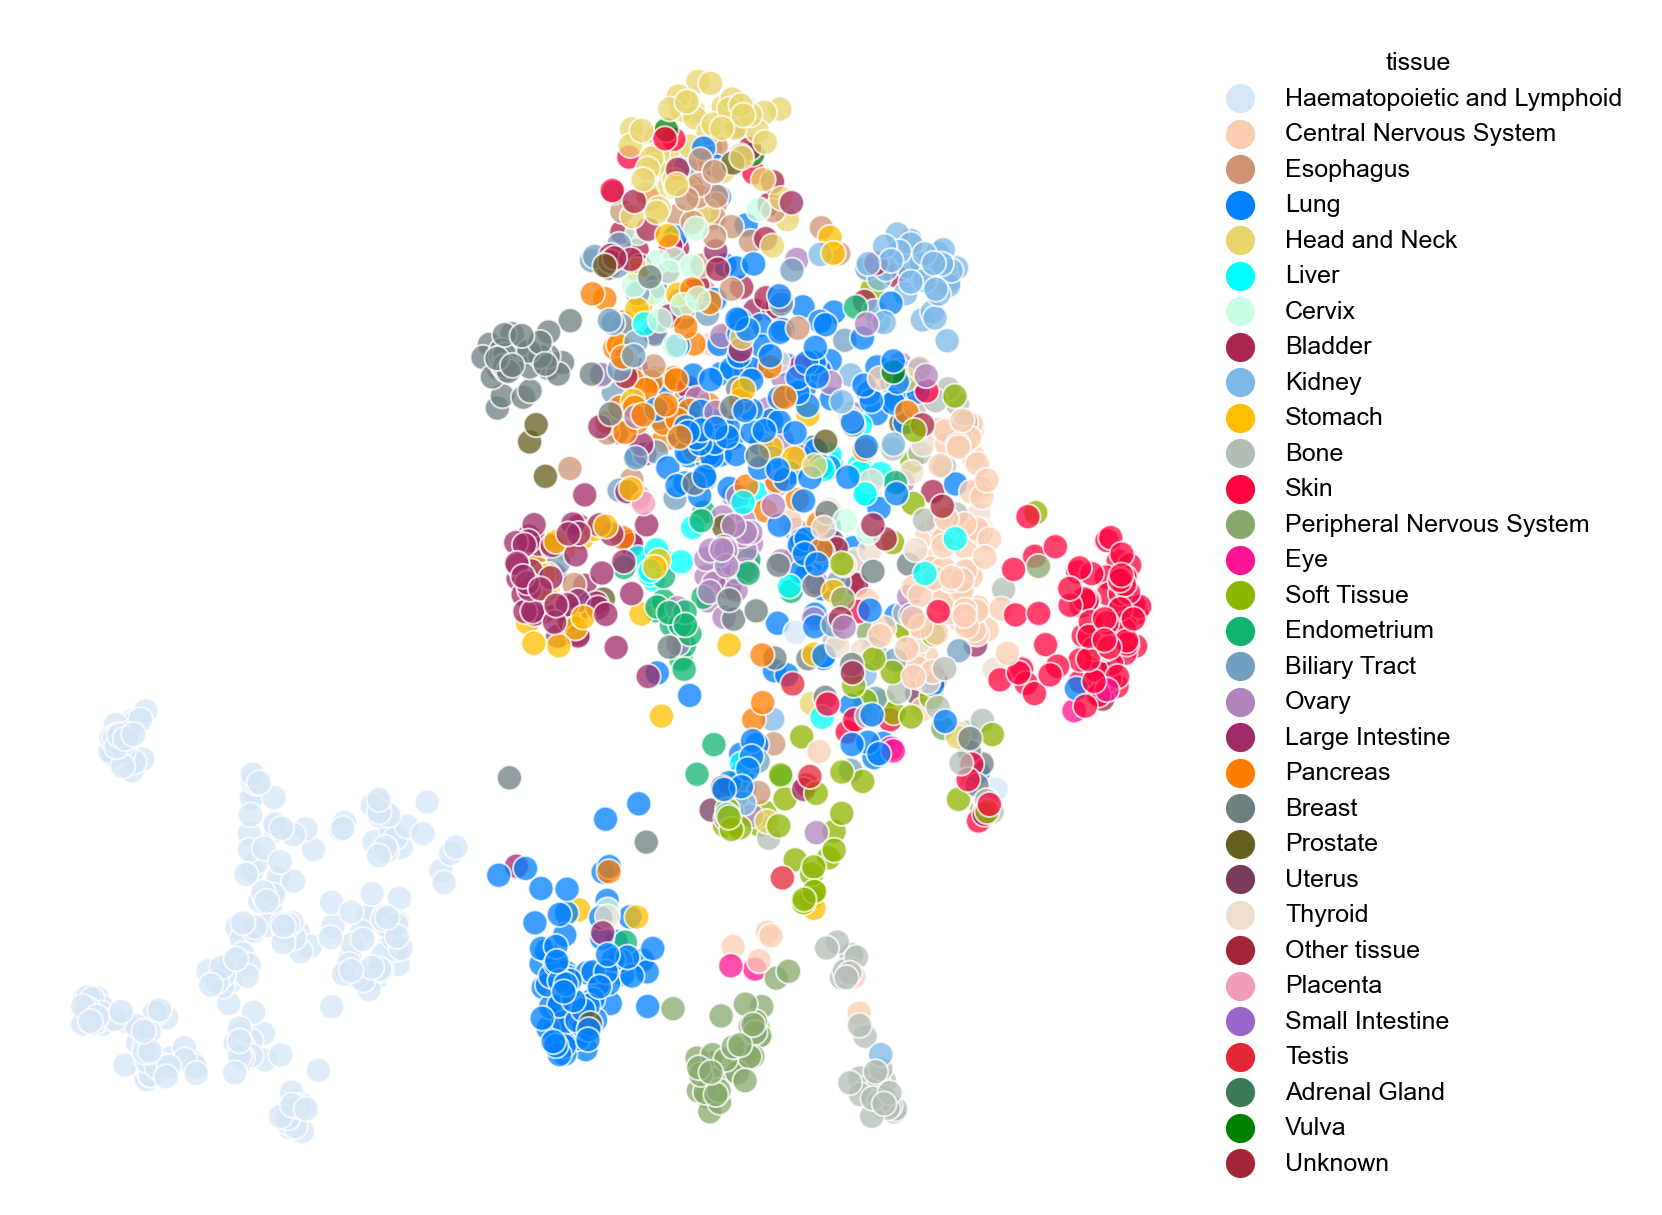 tissue
Haematopoietic and Lymphoid
Central Nervous System
Esophagus
Lung
Head and Neck
Liver
Cervix
Bladder
Kidney
Stomach
Bone
Skin
Peripheral Nervous System
Eye
Soft Tissue
Endometrium
Biliary Tract
Ovary
Large Intestine
Pancreas
Breast
Prostate
Uterus
Thyroid
Other tissue
Placenta
Small Intestine
Testis
Adrenal Gland
Vulva
Unknown